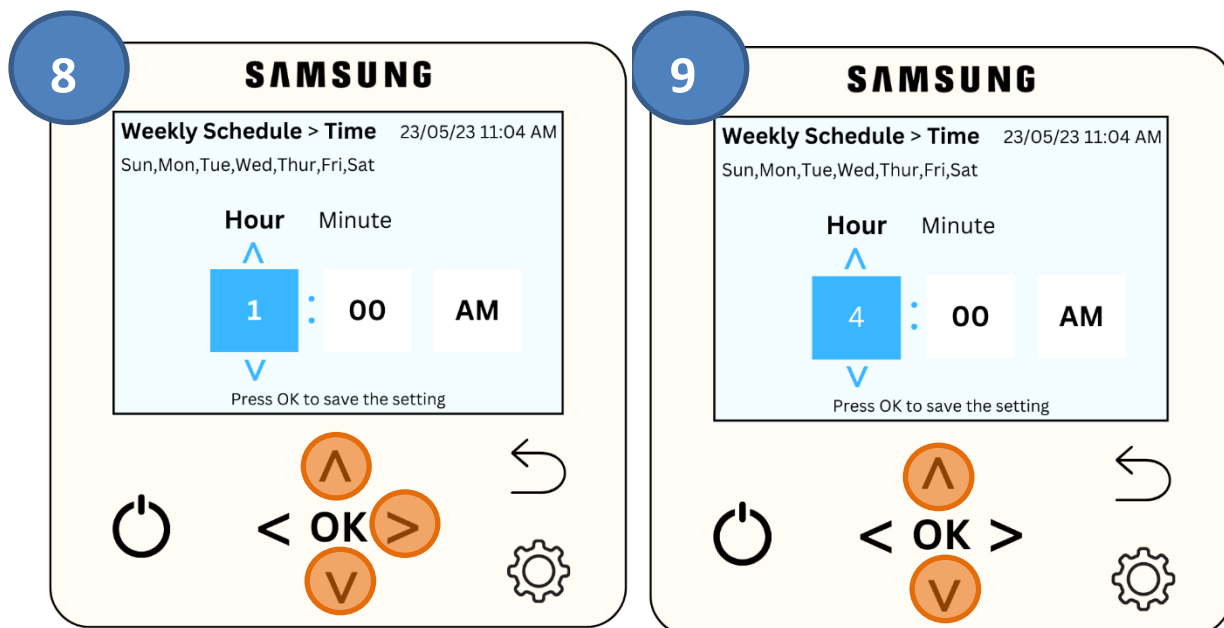 8
SAMSUNG
Weekly Schedule > Time 23/05/23 11:04 AM
Sun,Mon,Tue,Wed,Thur,Fri,Sat
Hour Minute
1 : 00 AM
Press OK to save the setting
< OK >
9
SAMSUNG
Weekly Schedule > Time 23/05/23 11:04 AM
Sun,Mon,Tue,Wed,Thur,Fri,Sat
Hour Minute
4 : 00 AM
Press OK to save the setting
< OK >